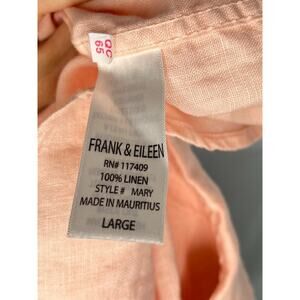 QC
65
FRANK & EILEEN
RN# 117409
100% LINEN
STYLE# MARY
MADE IN MAURITIUS
LARGE